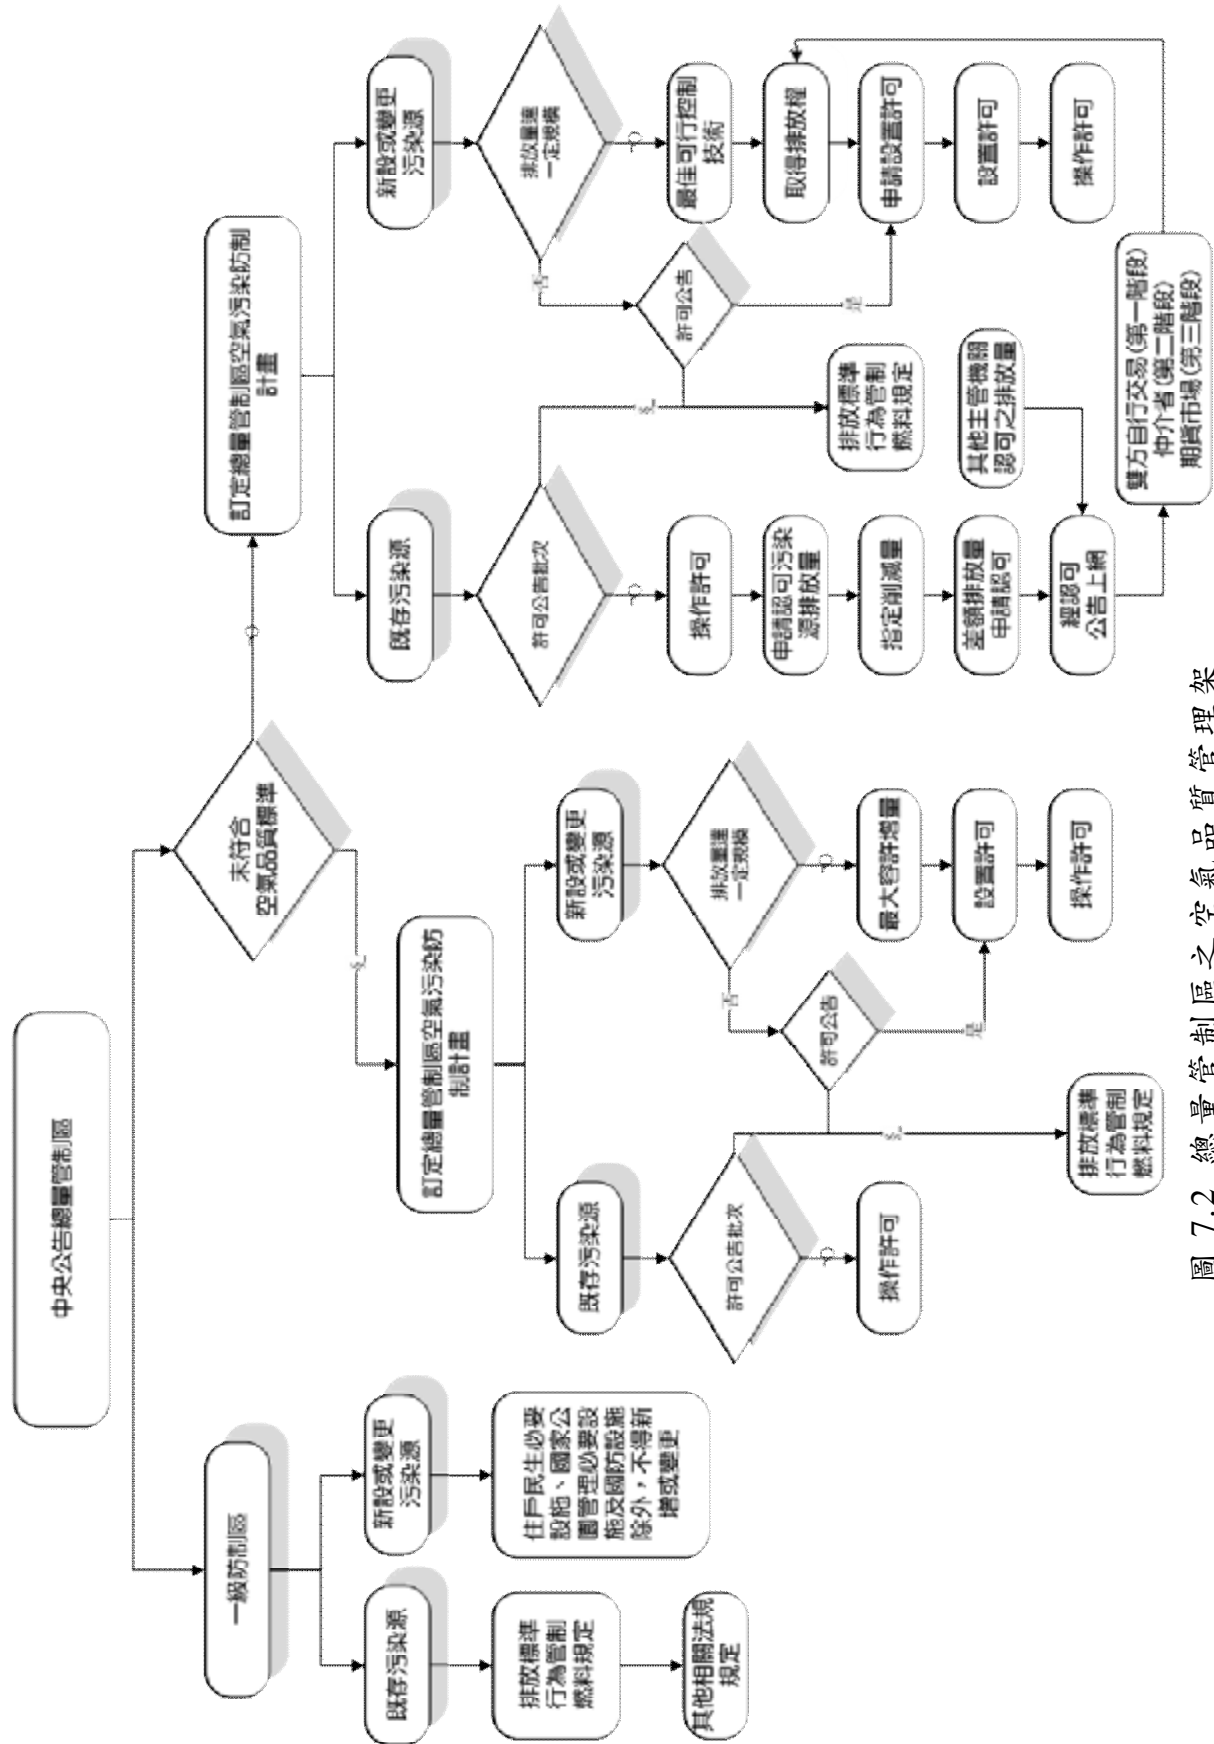 中央公告總量管制區
一級防制區
既存污染源
排放標準
行為管制
燃料規定
其他相關法規
規定
新設或變更
污染源
住戶民生必要
設施、國家公
園管理必要設
施及國防設施
除外，不得新
增或變更
未符合
空氣品質標準
訂定總量管制區空氣污染防
制計畫
既存污染源
許可公告批次
操作許可
排放標準
行為管制
燃料規定
新設或變更
污染源
排放量達
一定規模
否
許可公告
是
最大容許增量
設置許可
操作許可
訂定總量管制區空氣污染防制
計畫
既存污染源
許可公告批次
操作許可
申請認可污染
源排放量
指定削減量
差額排放量
申請認可
經認可
公告上網
其他主管機關
認可之排放量
排放標準
行為管制
燃料規定
新設或變更
污染源
排放量達
一定規模
否
許可公告
是
最佳可行控制
技術
取得排放權
申請設置許可
設置許可
操作許可
雙方自行交易(第一階段)
仲介者(第二階段)
期貨市場(第三階段)
圖 7.2 總量管制區之空氣品質管理架